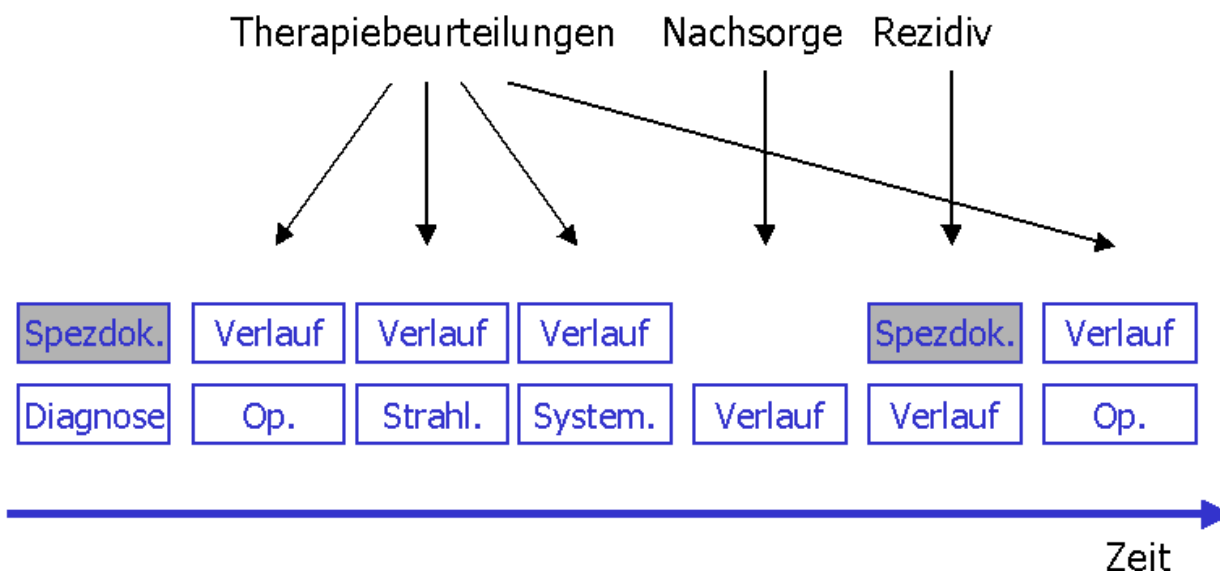 Therapiebeurteilungen Nachsorge Rezidiv
Spezdok. Verlauf Verlauf Verlauf Spezdok. Verlauf
Diagnose Op. Strahl. System. Verlauf Verlauf Op.
Zeit